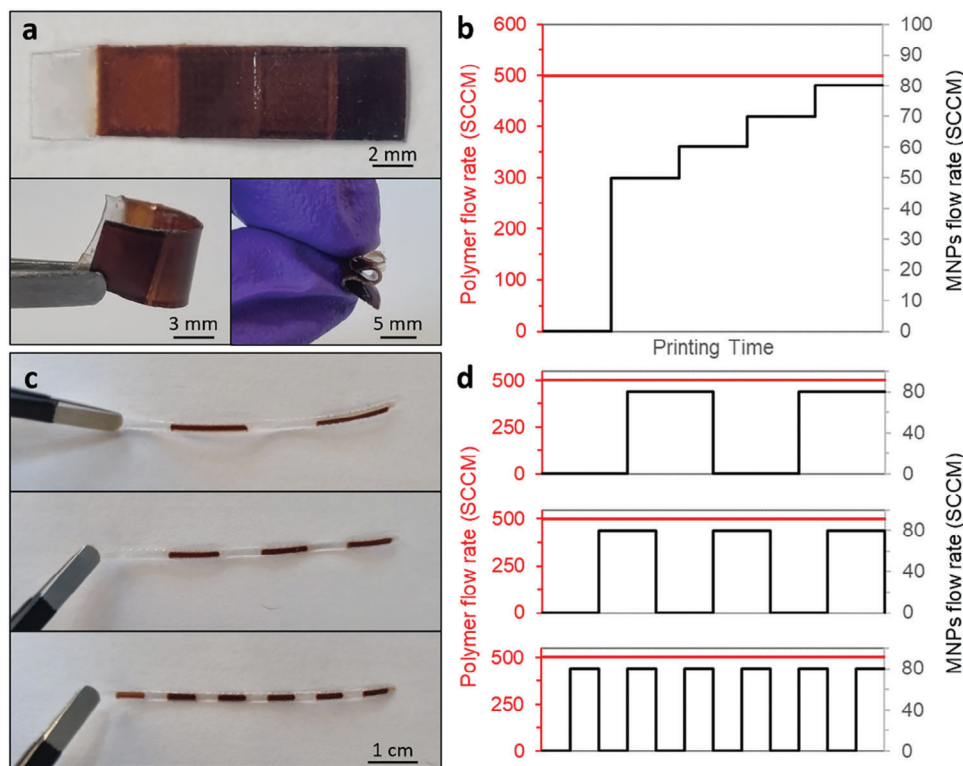 a
2 mm
3 mm
5 mm
b
Polymer flow rate (SCCM)
600
500
400
300
200
100
0
100
90
80
70
60
50
40
30
20
10
0
MNPs flow rate (SCCM)
Printing Time
c
1 cm
d
Polymer flow rate (SCCM)
500
250
0
80
40
0
500
250
0
80
40
0
500
250
0
80
40
0
MNPs flow rate (SCCM)